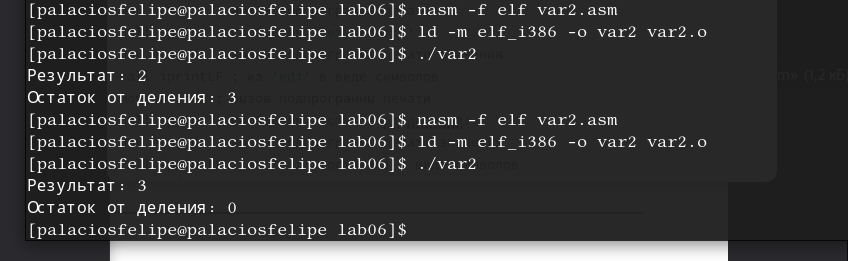 [palaciosfelipe@palaciosfelipe lab06]$ nasm -f elf var2.asm
[palaciosfelipe@palaciosfelipe lab06]$ ld -m elf_i386 -o var2 var2.o
[palaciosfelipe@palaciosfelipe lab06]$ ./var2
Результат: 2
Остаток от деления: 3
[palaciosfelipe@palaciosfelipe lab06]$ nasm -f elf var2.asm
[palaciosfelipe@palaciosfelipe lab06]$ ld -m elf_i386 -o var2 var2.o
[palaciosfelipe@palaciosfelipe lab06]$ ./var2
Результат: 3
Остаток от деления: 0
[palaciosfelipe@palaciosfelipe lab06]$